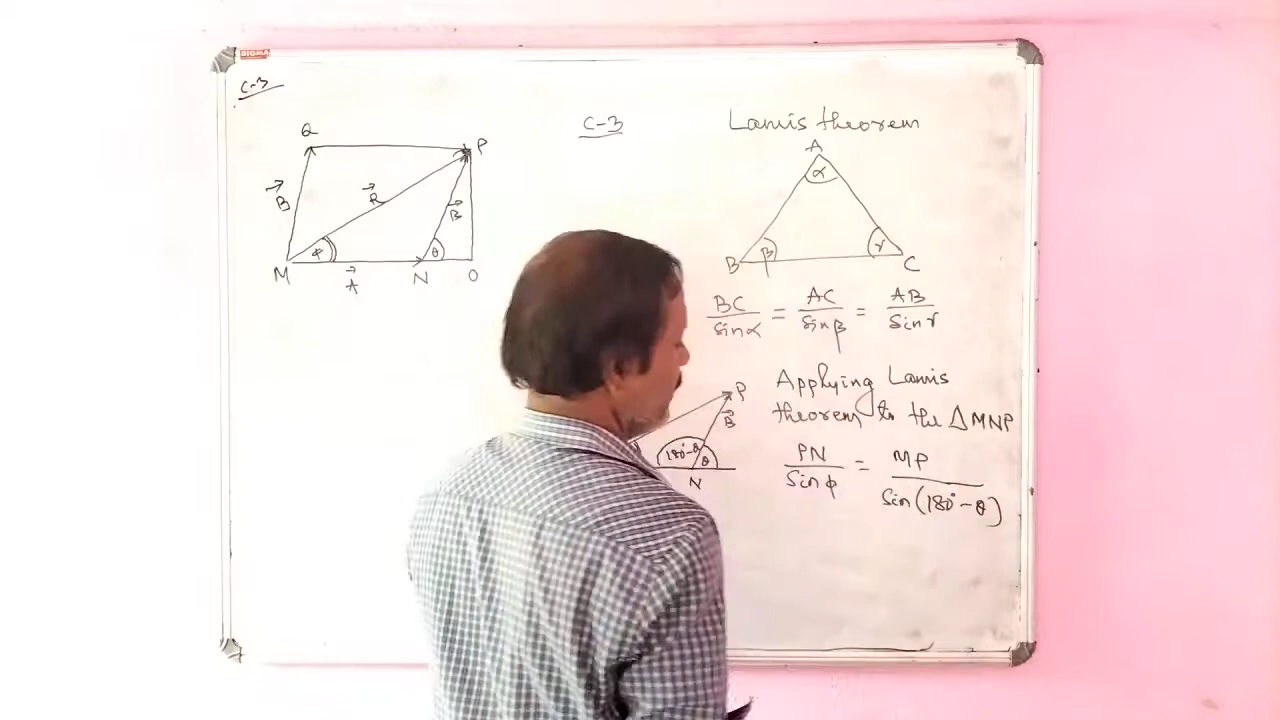 SIGMA
C-3
Q
P
B
R
B
φ
θ
M
A
N
O
C-3
Lamis theorem
A
α
B
β
γ
C
BC/sinα = AC/sinβ = AB/sinγ
P
B
180°-θ
θ
N
Applying Lamis
theorem to the ΔMNP
PN/Sinφ = MP/Sin(180°-θ)